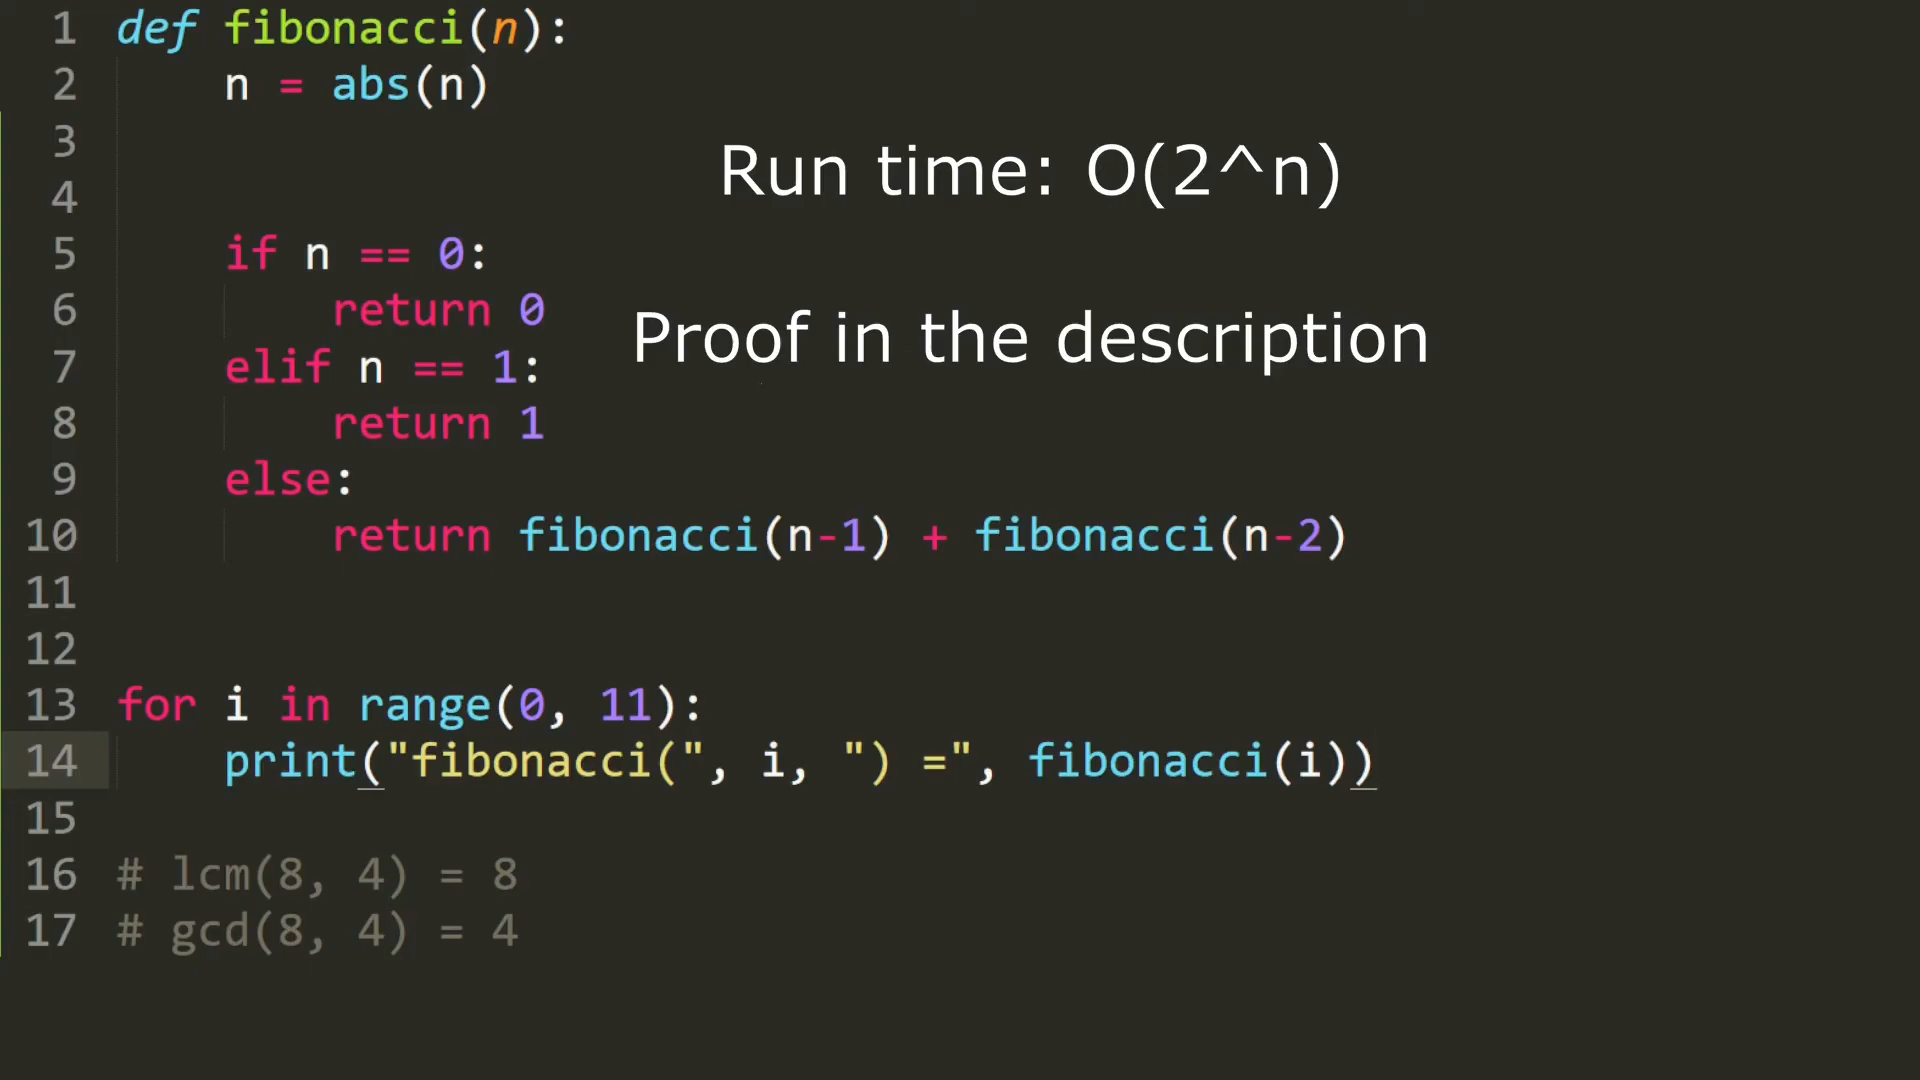 1 def fibonacci(n):
2 n = abs(n)
3
Run time: O(2^n)
4
5 if n == 0:
6 return 0
Proof in the description
7 elif n == 1:
8 return 1
9 else:
10 return fibonacci(n-1) + fibonacci(n-2)
11
12
13 for i in range(0, 11):
14 print("fibonacci(", i, ") =", fibonacci(i))
15
16 # lcm(8, 4) = 8
17 # gcd(8, 4) = 4